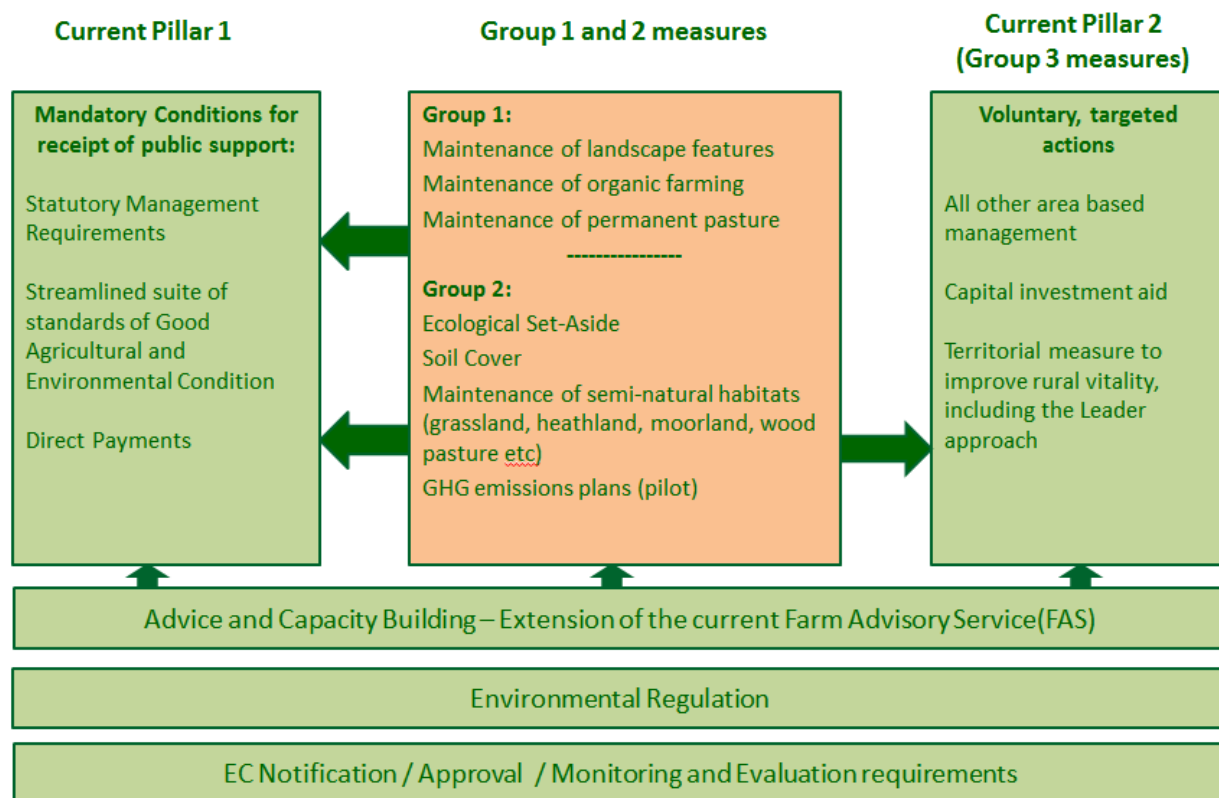 Current Pillar 1
Group 1 and 2 measures
Current Pillar 2
(Group 3 measures)
Mandatory Conditions for
receipt of public support:
Statutory Management
Requirements
Streamlined suite of
standards of Good
Agricultural and
Environmental Condition
Direct Payments
Group 1:
Maintenance of landscape features
Maintenance of organic farming
Maintenance of permanent pasture
----------------
Group 2:
Ecological Set-Aside
Soil Cover
Maintenance of semi-natural habitats
(grassland, heathland, moorland, wood
pasture etc)
GHG emissions plans (pilot)
Voluntary, targeted
actions
All other area based
management
Capital investment aid
Territorial measure to
improve rural vitality,
including the Leader
approach
Advice and Capacity Building – Extension of the current Farm Advisory Service(FAS)
Environmental Regulation
EC Notification / Approval / Monitoring and Evaluation requirements